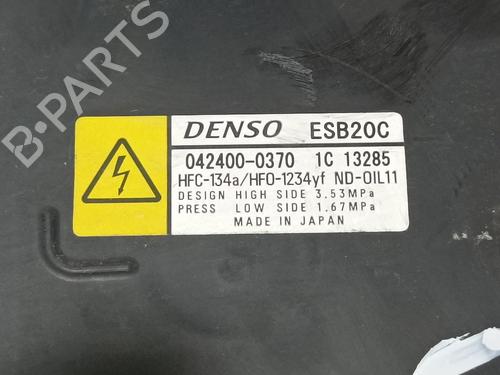 B-PARTS
DENSO ESB20C
042400-0370 1C 13285
HFC-134a/HFO-1234yf ND-OIL11
DESIGN HIGH SIDE 3.53MPa
PRESS LOW SIDE 1.67MPa
MADE IN JAPAN